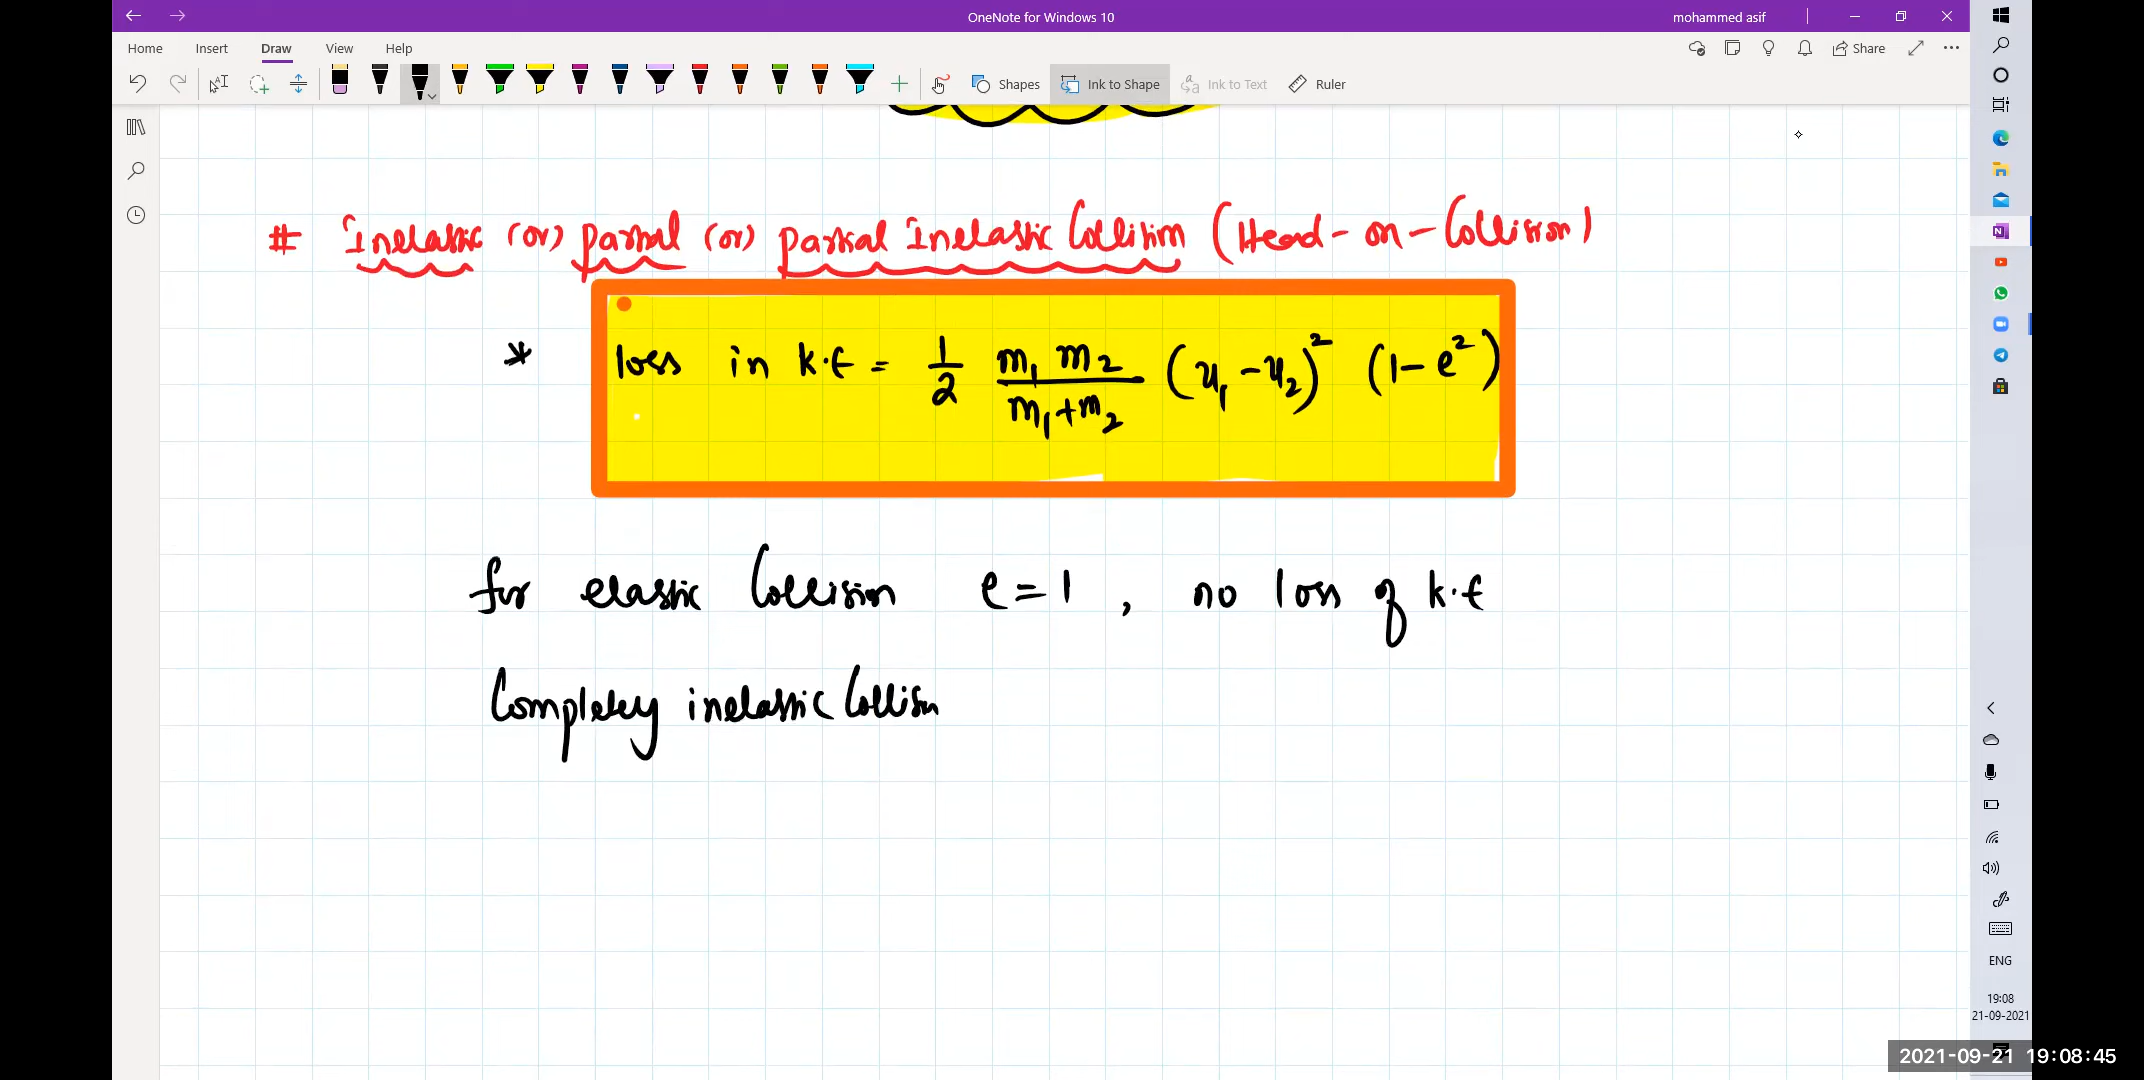 OneNote for Windows 10
mohammed asif
Home Insert Draw View Help
Share
Shapes Ink to Shape Ink to Text Ruler
# Inelastic (or) partial (or) partial Inelastic Collision (Head-on-Collision)
* loss in k.E = 1/2 m₁ m₂/(m₁+m₂) (u₁-u₂)² (1-e²)
for elastic Collision e=1 , no loss of k.E
Completely inelastic Collision
ENG
19:08
21-09-2021
2021-09-21 19:08:45